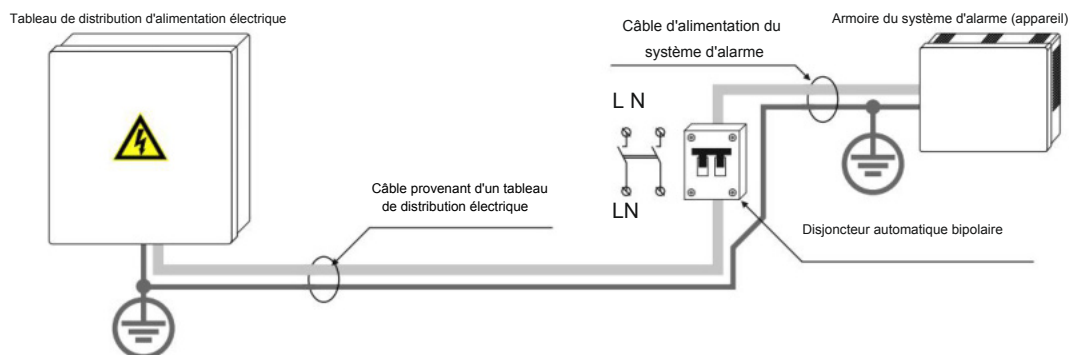 Tableau de distribution d'alimentation électrique
Armoire du système d'alarme (appareil)
Câble d'alimentation du
système d'alarme
L N
LN
Câble provenant d'un tableau
de distribution électrique
Disjoncteur automatique bipolaire